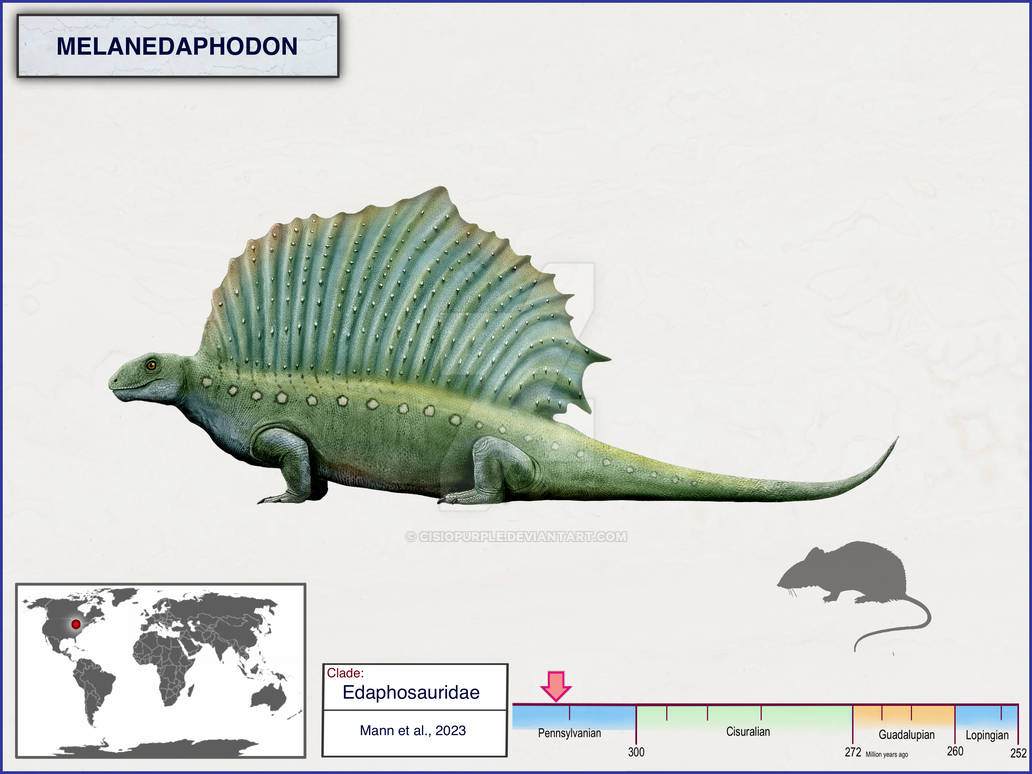 MELANEDAPHODON
© CISIOPURPLE.DEVIANTART.COM
Clade:
Edaphosauridae
Mann et al., 2023
Pennsylvanian
Cisuralian
Guadalupian
Lopingian
300
272
Million years ago
260
252